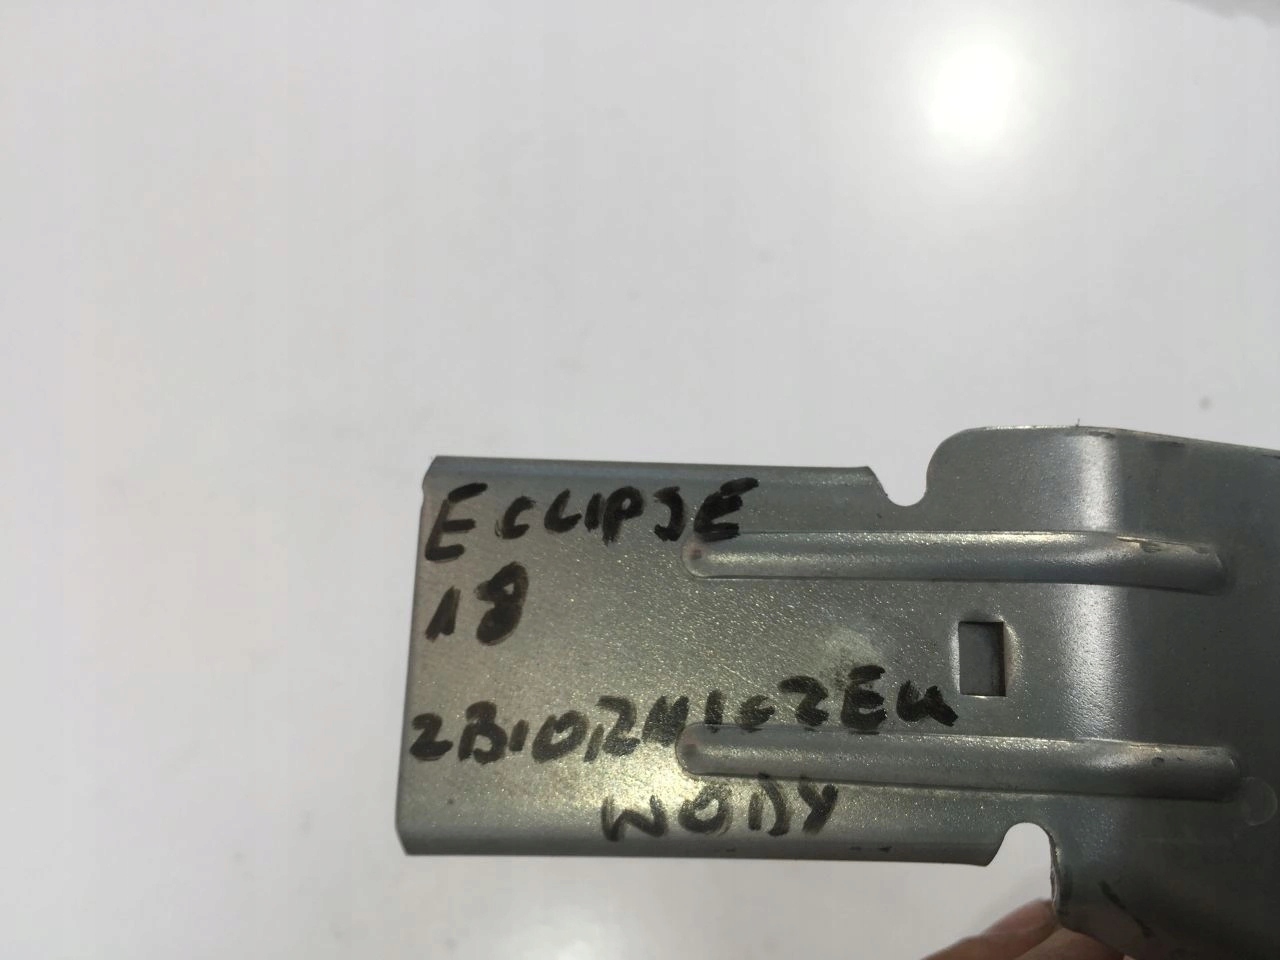 ECLIPSE
18
ZBIORNICZEK
WODY